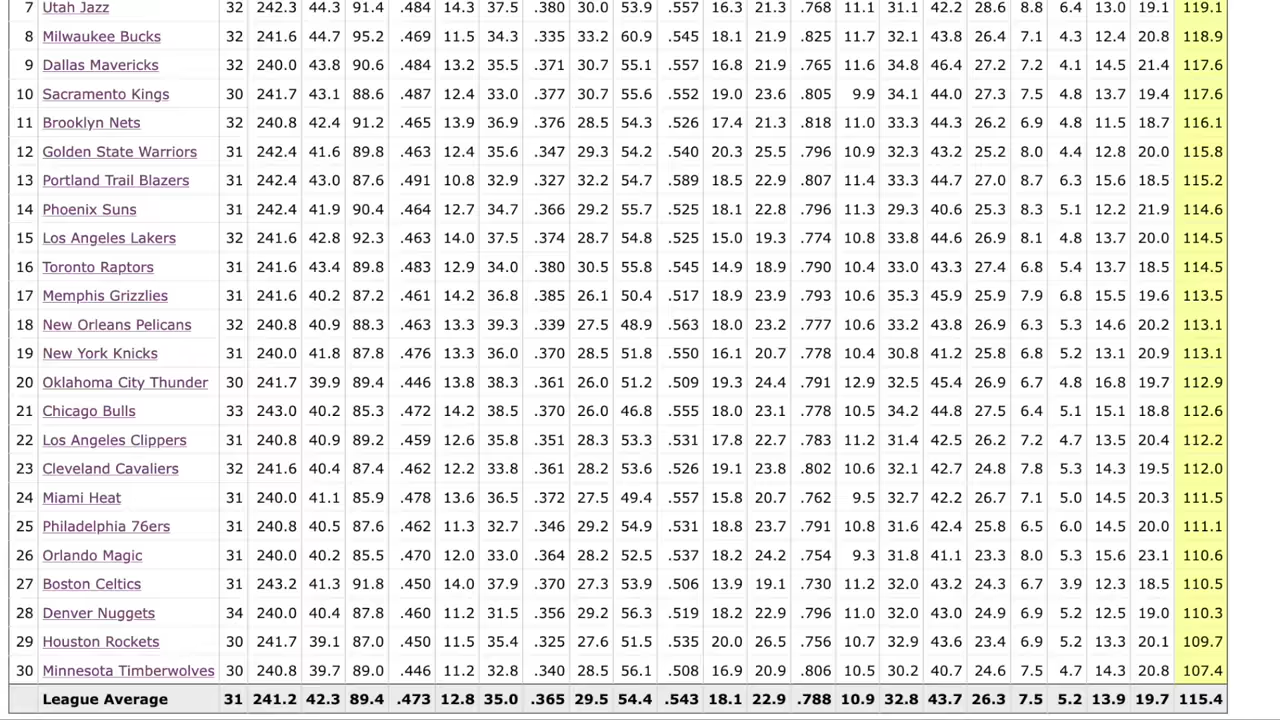 7 Utah Jazz 32 242.3 44.3 91.4 .484 14.3 37.5 .380 30.0 53.9 .557 16.3 21.3 .768 11.1 31.1 42.2 28.6 8.8 6.4 13.0 19.1 119.1
8 Milwaukee Bucks 32 241.6 44.7 95.2 .469 11.5 34.3 .335 33.2 60.9 .545 18.1 21.9 .825 11.7 32.1 43.8 26.4 7.1 4.3 12.4 20.8 118.9
9 Dallas Mavericks 32 240.0 43.8 90.6 .484 13.2 35.5 .371 30.7 55.1 .557 16.8 21.9 .765 11.6 34.8 46.4 27.2 7.2 4.1 14.5 21.4 117.6
10 Sacramento Kings 30 241.7 43.1 88.6 .487 12.4 33.0 .377 30.7 55.6 .552 19.0 23.6 .805 9.9 34.1 44.0 27.3 7.5 4.8 13.7 19.4 117.6
11 Brooklyn Nets 32 240.8 42.4 91.2 .465 13.9 36.9 .376 28.5 54.3 .526 17.4 21.3 .818 11.0 33.3 44.3 26.2 6.9 4.8 11.5 18.7 116.1
12 Golden State Warriors 31 242.4 41.6 89.8 .463 12.4 35.6 .347 29.3 54.2 .540 20.3 25.5 .796 10.9 32.3 43.2 25.2 8.0 4.4 12.8 20.0 115.8
13 Portland Trail Blazers 31 242.4 43.0 87.6 .491 10.8 32.9 .327 32.2 54.7 .589 18.5 22.9 .807 11.4 33.3 44.7 27.0 8.7 6.3 15.6 18.5 115.2
14 Phoenix Suns 31 242.4 41.9 90.4 .464 12.7 34.7 .366 29.2 55.7 .525 18.1 22.8 .796 11.3 29.3 40.6 25.3 8.3 5.1 12.2 21.9 114.6
15 Los Angeles Lakers 32 241.6 42.8 92.3 .463 14.0 37.5 .374 28.7 54.8 .525 15.0 19.3 .774 10.8 33.8 44.6 26.9 8.1 4.8 13.7 20.0 114.5
16 Toronto Raptors 31 241.6 43.4 89.8 .483 12.9 34.0 .380 30.5 55.8 .545 14.9 18.9 .790 10.4 33.0 43.3 27.4 6.8 5.4 13.7 18.5 114.5
17 Memphis Grizzlies 31 241.6 40.2 87.2 .461 14.2 36.8 .385 26.1 50.4 .517 18.9 23.9 .793 10.6 35.3 45.9 25.9 7.9 6.8 15.5 19.6 113.5
18 New Orleans Pelicans 32 240.8 40.9 88.3 .463 13.3 39.3 .339 27.5 48.9 .563 18.0 23.2 .777 10.6 33.2 43.8 26.9 6.3 5.3 14.6 20.2 113.1
19 New York Knicks 31 240.0 41.8 87.8 .476 13.3 36.0 .370 28.5 51.8 .550 16.1 20.7 .778 10.4 30.8 41.2 25.8 6.8 5.2 13.1 20.9 113.1
20 Oklahoma City Thunder 30 241.7 39.9 89.4 .446 13.8 38.3 .361 26.0 51.2 .509 19.3 24.4 .791 12.9 32.5 45.4 26.9 6.7 4.8 16.8 19.7 112.9
21 Chicago Bulls 33 243.0 40.2 85.3 .472 14.2 38.5 .370 26.0 46.8 .555 18.0 23.1 .778 10.5 34.2 44.8 27.5 6.4 5.1 15.1 18.8 112.6
22 Los Angeles Clippers 31 240.8 40.9 89.2 .459 12.6 35.8 .351 28.3 53.3 .531 17.8 22.7 .783 11.2 31.4 42.5 26.2 7.2 4.7 13.5 20.4 112.2
23 Cleveland Cavaliers 32 241.6 40.4 87.4 .462 12.2 33.8 .361 28.2 53.6 .526 19.1 23.8 .802 10.6 32.1 42.7 24.8 7.8 5.3 14.3 19.5 112.0
24 Miami Heat 31 240.0 41.1 85.9 .478 13.6 36.5 .372 27.5 49.4 .557 15.8 20.7 .762 9.5 32.7 42.2 26.7 7.1 5.0 14.5 20.3 111.5
25 Philadelphia 76ers 31 240.8 40.5 87.6 .462 11.3 32.7 .346 29.2 54.9 .531 18.8 23.7 .791 10.8 31.6 42.4 25.8 6.5 6.0 14.5 20.0 111.1
26 Orlando Magic 31 240.0 40.2 85.5 .470 12.0 33.0 .364 28.2 52.5 .537 18.2 24.2 .754 9.3 31.8 41.1 23.3 8.0 5.3 15.6 23.1 110.6
27 Boston Celtics 31 243.2 41.3 91.8 .450 14.0 37.9 .370 27.3 53.9 .506 13.9 19.1 .730 11.2 32.0 43.2 24.3 6.7 3.9 12.3 18.5 110.5
28 Denver Nuggets 34 240.0 40.4 87.8 .460 11.2 31.5 .356 29.2 56.3 .519 18.2 22.9 .796 11.0 32.0 43.0 24.9 6.9 5.2 12.5 19.0 110.3
29 Houston Rockets 30 241.7 39.1 87.0 .450 11.5 35.4 .325 27.6 51.5 .535 20.0 26.5 .756 10.7 32.9 43.6 23.4 6.9 5.2 13.3 20.1 109.7
30 Minnesota Timberwolves 30 240.8 39.7 89.0 .446 11.2 32.8 .340 28.5 56.1 .508 16.9 20.9 .806 10.5 30.2 40.7 24.6 7.5 4.7 14.3 20.8 107.4
League Average 31 241.2 42.3 89.4 .473 12.8 35.0 .365 29.5 54.4 .543 18.1 22.9 .788 10.9 32.8 43.7 26.3 7.5 5.2 13.9 19.7 115.4